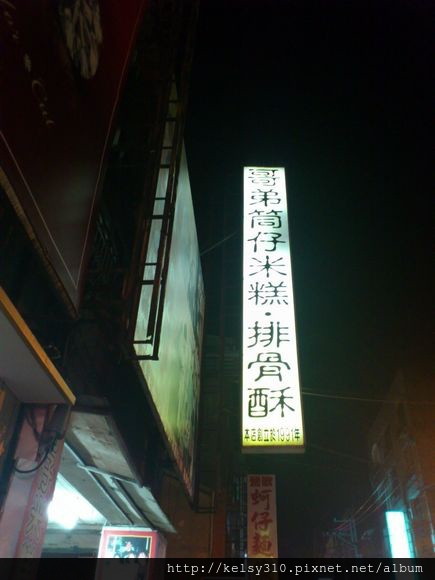 哥弟筒仔米糕·排骨酥
本店創立於1991年
蚵仔麵
http://kelsy310.pixnet.net/album